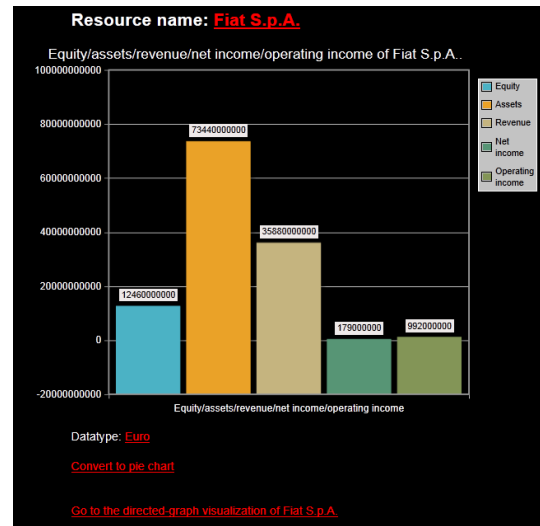 Resource name: Fiat S.p.A.
Equity/assets/revenue/net income/operating income of Fiat S.p.A..
100000000000
80000000000
60000000000
40000000000
20000000000
0
-20000000000
12460000000
73440000000
35880000000
179000000
992000000
Equity/assets/revenue/net income/operating income
Equity
Assets
Revenue
Net
income
Operating
income
Datatype: Euro
Convert to pie chart
Go to the directed-graph visualization of Fiat S.p.A.